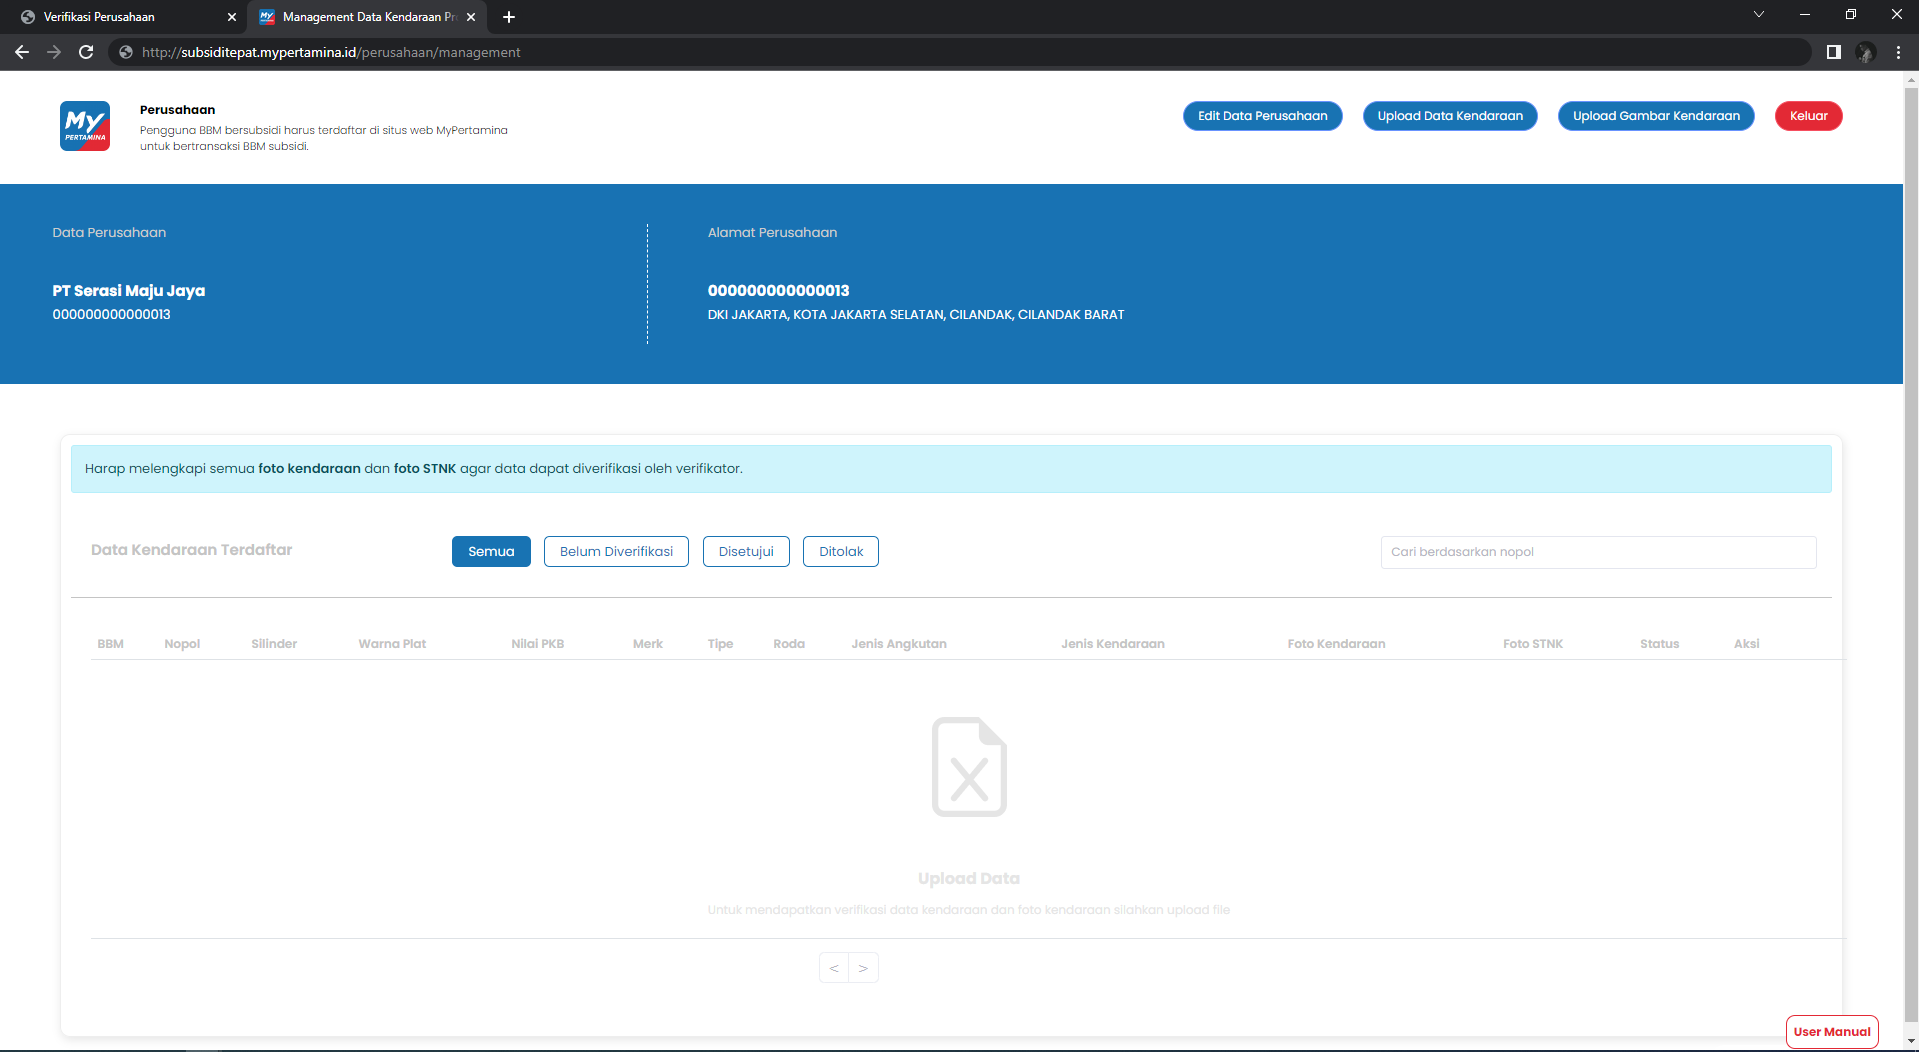 Verifikasi Perusahaan
Management Data Kendaraan Pr
http://subsiditepat.mypertamina.id/perusahaan/management
My
PERTAMINA
Perusahaan
Pengguna BBM bersubsidi harus terdaftar di situs web MyPertamina
untuk bertransaksi BBM subsidi.
Edit Data Perusahaan
Upload Data Kendaraan
Upload Gambar Kendaraan
Keluar
Data Perusahaan
PT Serasi Maju Jaya
000000000000013
Alamat Perusahaan
000000000000013
DKI JAKARTA, KOTA JAKARTA SELATAN, CILANDAK, CILANDAK BARAT
Harap melengkapi semua foto kendaraan dan foto STNK agar data dapat diverifikasi oleh verifikator.
Data Kendaraan Terdaftar
Semua
Belum Diverifikasi
Disetujui
Ditolak
Cari berdasarkan nopol
BBM Nopol Silinder Warna Plat Nilai PKB Merk Tipe Roda Jenis Angkutan Jenis Kendaraan Foto Kendaraan Foto STNK Status Aksi
Upload Data
Untuk mendapatkan verifikasi data kendaraan dan foto kendaraan silahkan upload file
< >
User Manual